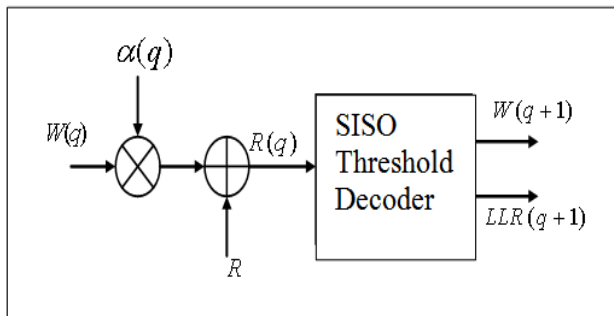 α(q)
W(q)
R(q)
R
SISO
Threshold
Decoder
W(q+1)
LLR(q+1)